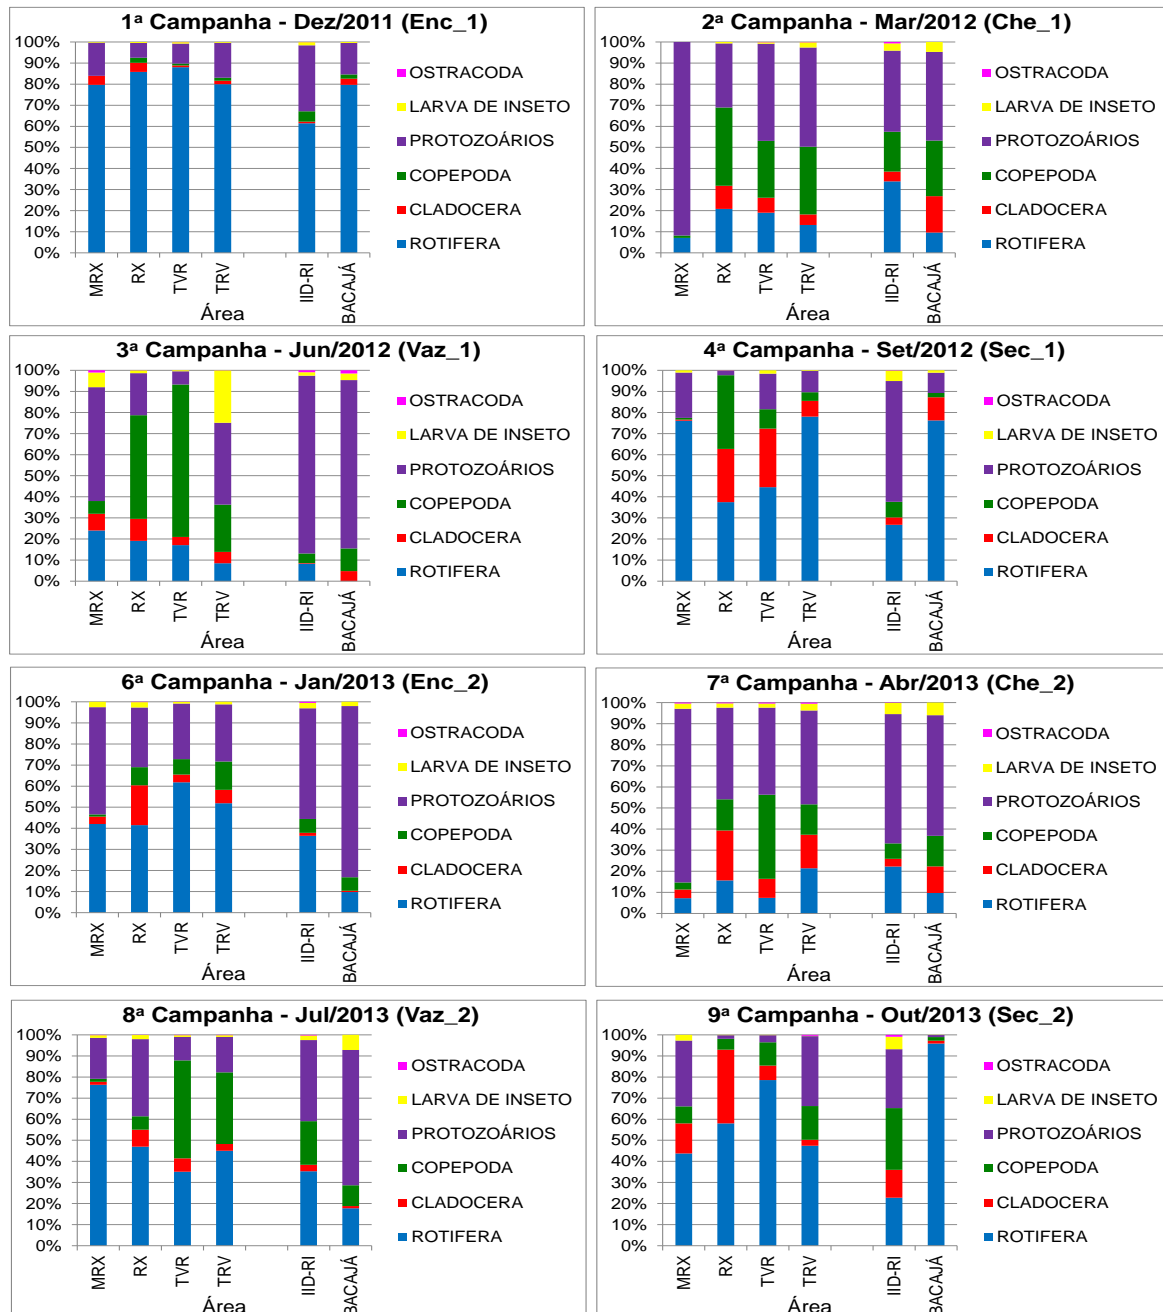 1ª Campanha - Dez/2011 (Enc_1)
100%
90%
80%
70%
60%
50%
40%
30%
20%
10%
0%
MRX
RX
TVR
TRV
IID-RI
BACAJÁ
Área
OSTRACODA
LARVA DE INSETO
PROTOZOÁRIOS
COPEPODA
CLADOCERA
ROTIFERA
2ª Campanha - Mar/2012 (Che_1)
100%
90%
80%
70%
60%
50%
40%
30%
20%
10%
0%
MRX
RX
TVR
TRV
IID-RI
BACAJÁ
Área
OSTRACODA
LARVA DE INSETO
PROTOZOÁRIOS
COPEPODA
CLADOCERA
ROTIFERA
3ª Campanha - Jun/2012 (Vaz_1)
100%
90%
80%
70%
60%
50%
40%
30%
20%
10%
0%
MRX
RX
TVR
TRV
IID-RI
BACAJÁ
Área
OSTRACODA
LARVA DE INSETO
PROTOZOÁRIOS
COPEPODA
CLADOCERA
ROTIFERA
4ª Campanha - Set/2012 (Sec_1)
100%
90%
80%
70%
60%
50%
40%
30%
20%
10%
0%
MRX
RX
TVR
TRV
IID-RI
BACAJÁ
Área
OSTRACODA
LARVA DE INSETO
PROTOZOÁRIOS
COPEPODA
CLADOCERA
ROTIFERA
6ª Campanha - Jan/2013 (Enc_2)
100%
90%
80%
70%
60%
50%
40%
30%
20%
10%
0%
MRX
RX
TVR
TRV
IID-RI
BACAJÁ
Área
OSTRACODA
LARVA DE INSETO
PROTOZOÁRIOS
COPEPODA
CLADOCERA
ROTIFERA
7ª Campanha - Abr/2013 (Che_2)
100%
90%
80%
70%
60%
50%
40%
30%
20%
10%
0%
MRX
RX
TVR
TRV
IID-RI
BACAJÁ
Área
OSTRACODA
LARVA DE INSETO
PROTOZOÁRIOS
COPEPODA
CLADOCERA
ROTIFERA
8ª Campanha - Jul/2013 (Vaz_2)
100%
90%
80%
70%
60%
50%
40%
30%
20%
10%
0%
MRX
RX
TVR
TRV
IID-RI
BACAJÁ
Área
OSTRACODA
LARVA DE INSETO
PROTOZOÁRIOS
COPEPODA
CLADOCERA
ROTIFERA
9ª Campanha - Out/2013 (Sec_2)
100%
90%
80%
70%
60%
50%
40%
30%
20%
10%
0%
MRX
RX
TVR
TRV
IID-RI
BACAJÁ
Área
OSTRACODA
LARVA DE INSETO
PROTOZOÁRIOS
COPEPODA
CLADOCERA
ROTIFERA